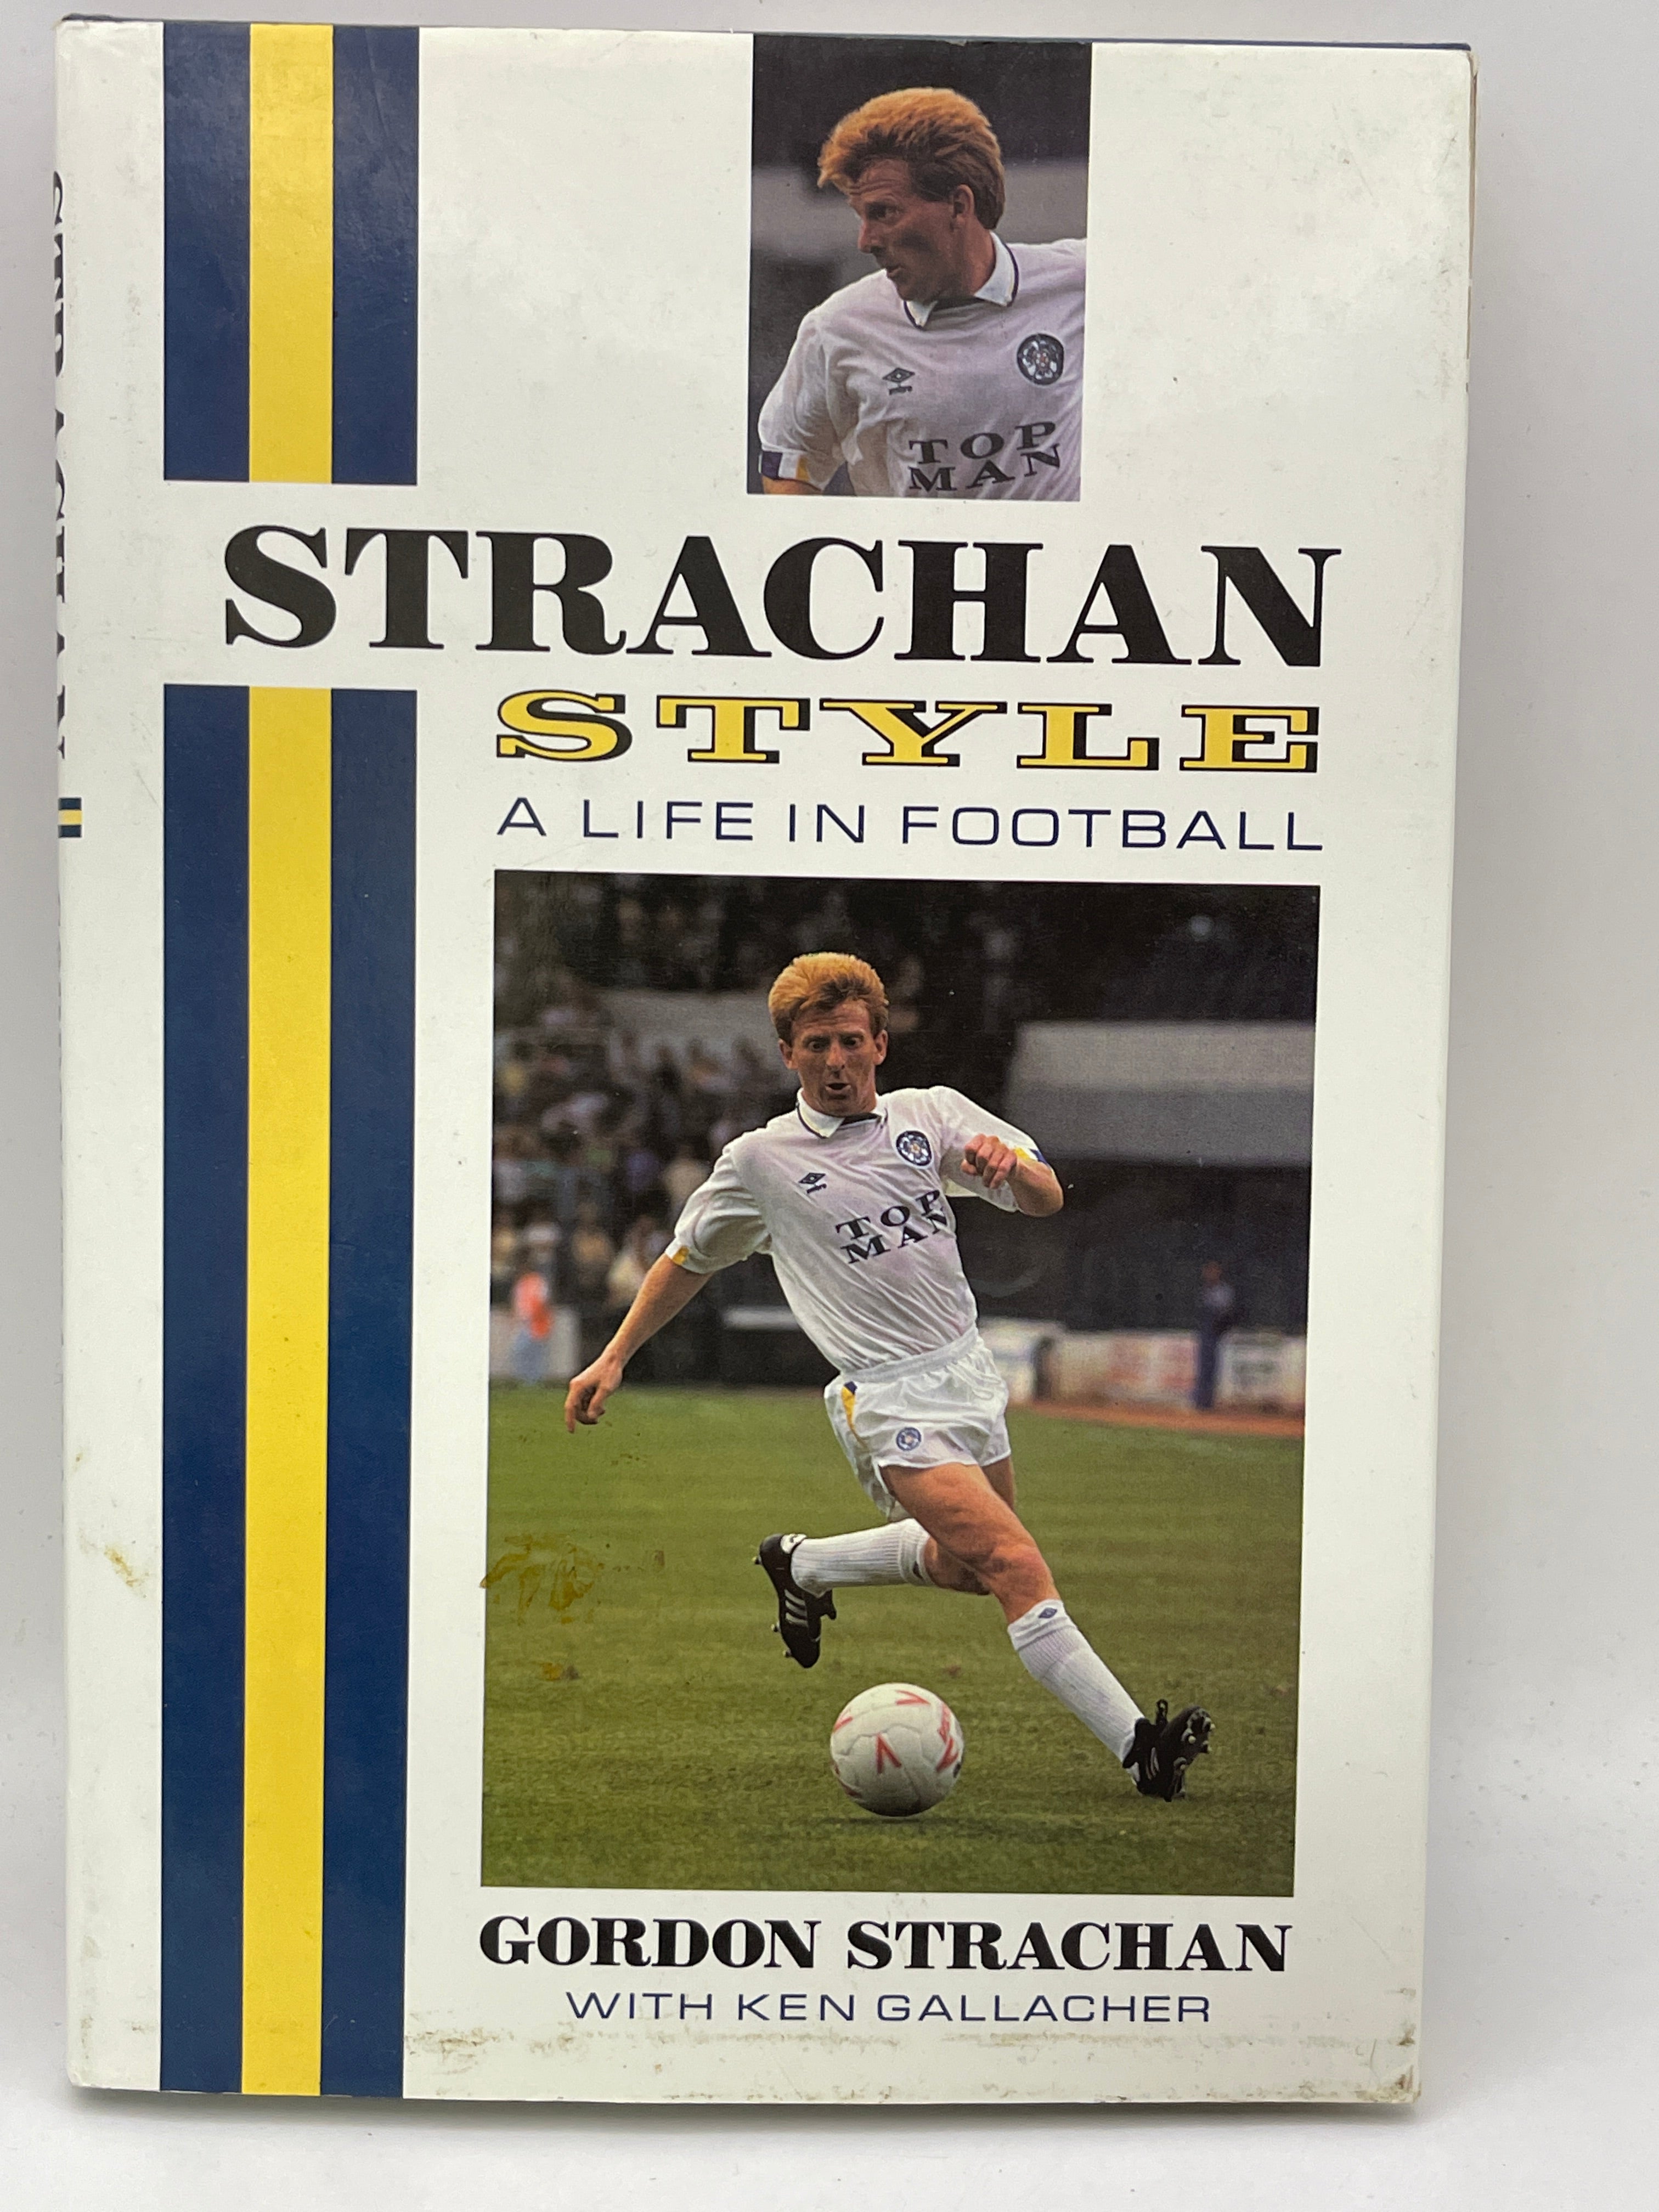 TOP
MAN
STRACHAN
STYLE
A LIFE IN FOOTBALL
TOP
MAN
GORDON STRACHAN
WITH KEN GALLACHER